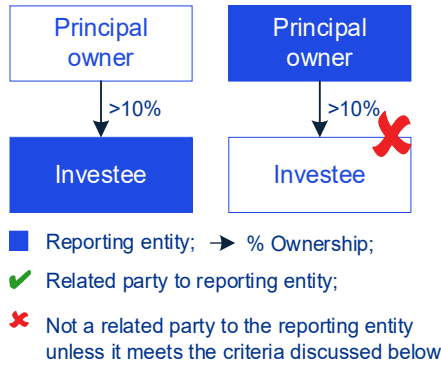 Principal
owner
Principal
owner
>10%
>10%
Investee
Investee
Reporting entity; % Ownership;
Related party to reporting entity;
Not a related party to the reporting entity
unless it meets the criteria discussed below